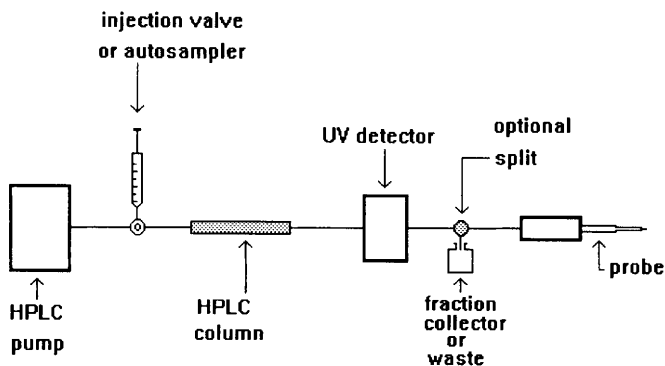 injection valve
or autosampler
UV detector
optional
split
HPLC
pump
HPLC
column
fraction
collector
or
waste
probe